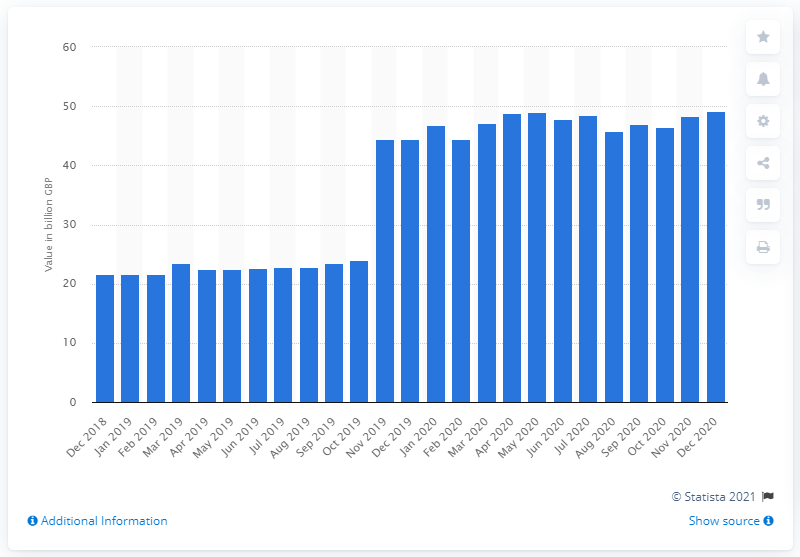 60
50
40
30
20
10
0
Value in billion GBP
Dec 2018
Jan 2019
Feb 2019
Mar 2019
Apr 2019
May 2019
Jun 2019
Jul 2019
Aug 2019
Sep 2019
Oct 2019
Nov 2019
Dec 2019
Jan 2020
Feb 2020
Mar 2020
Apr 2020
May 2020
Jun 2020
Jul 2020
Aug 2020
Sep 2020
Oct 2020
Nov 2020
Dec 2020
© Statista 2021
Additional Information
Show source